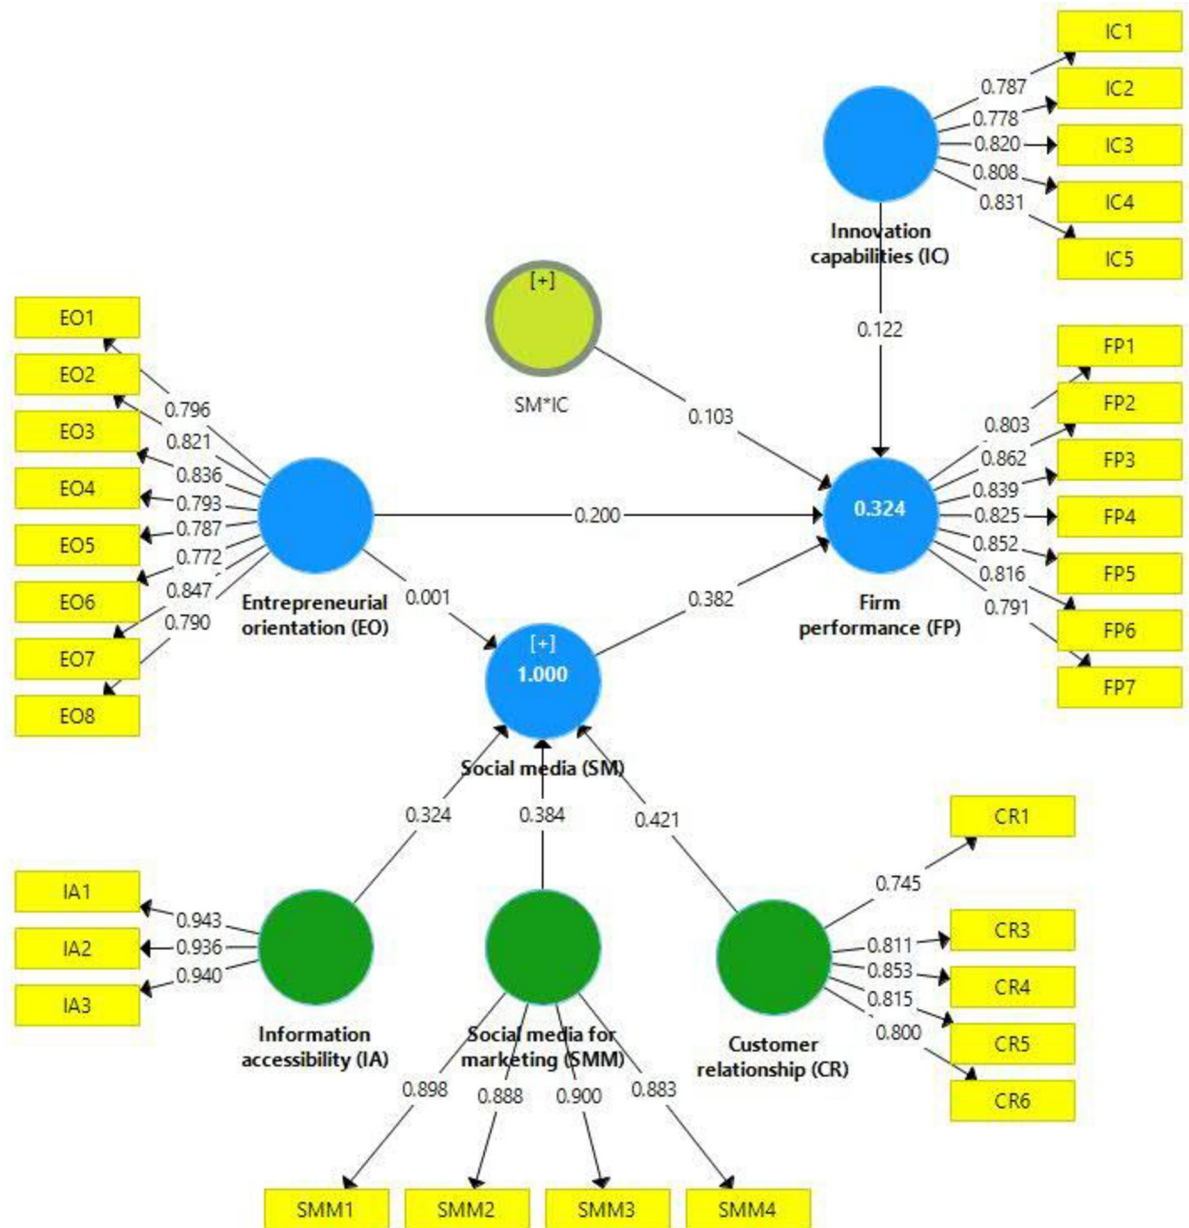 IC1
0.787
IC2
0.778
IC3
0.820
0.808
IC4
0.831
IC5
Innovation
capabilities (IC)
[+]
SM*IC
0.122
0.103
EO1
EO2
0.796
EO3
0.821
0.836
EO4
0.793
EO5
0.787
0.772
EO6
0.847
0.790
EO7
EO8
Entrepreneurial
orientation (EO)
0.200
0.001
0.382
FP1
FP2
0.803
0.862
FP3
0.839
0.825
FP4
0.852
FP5
0.816
0.791
FP6
FP7
0.324
Firm
performance (FP)
[+]
1.000
Social media (SM)
0.324
0.384
0.421
IA1
0.943
IA2
0.936
0.940
IA3
Information
accessibility (IA)
Social media for
marketing (SMM)
0.898
0.888
0.900
0.883
SMM1
SMM2
SMM3
SMM4
Customer
relationship (CR)
CR1
0.745
CR3
0.811
0.853
CR4
0.815
0.800
CR5
CR6